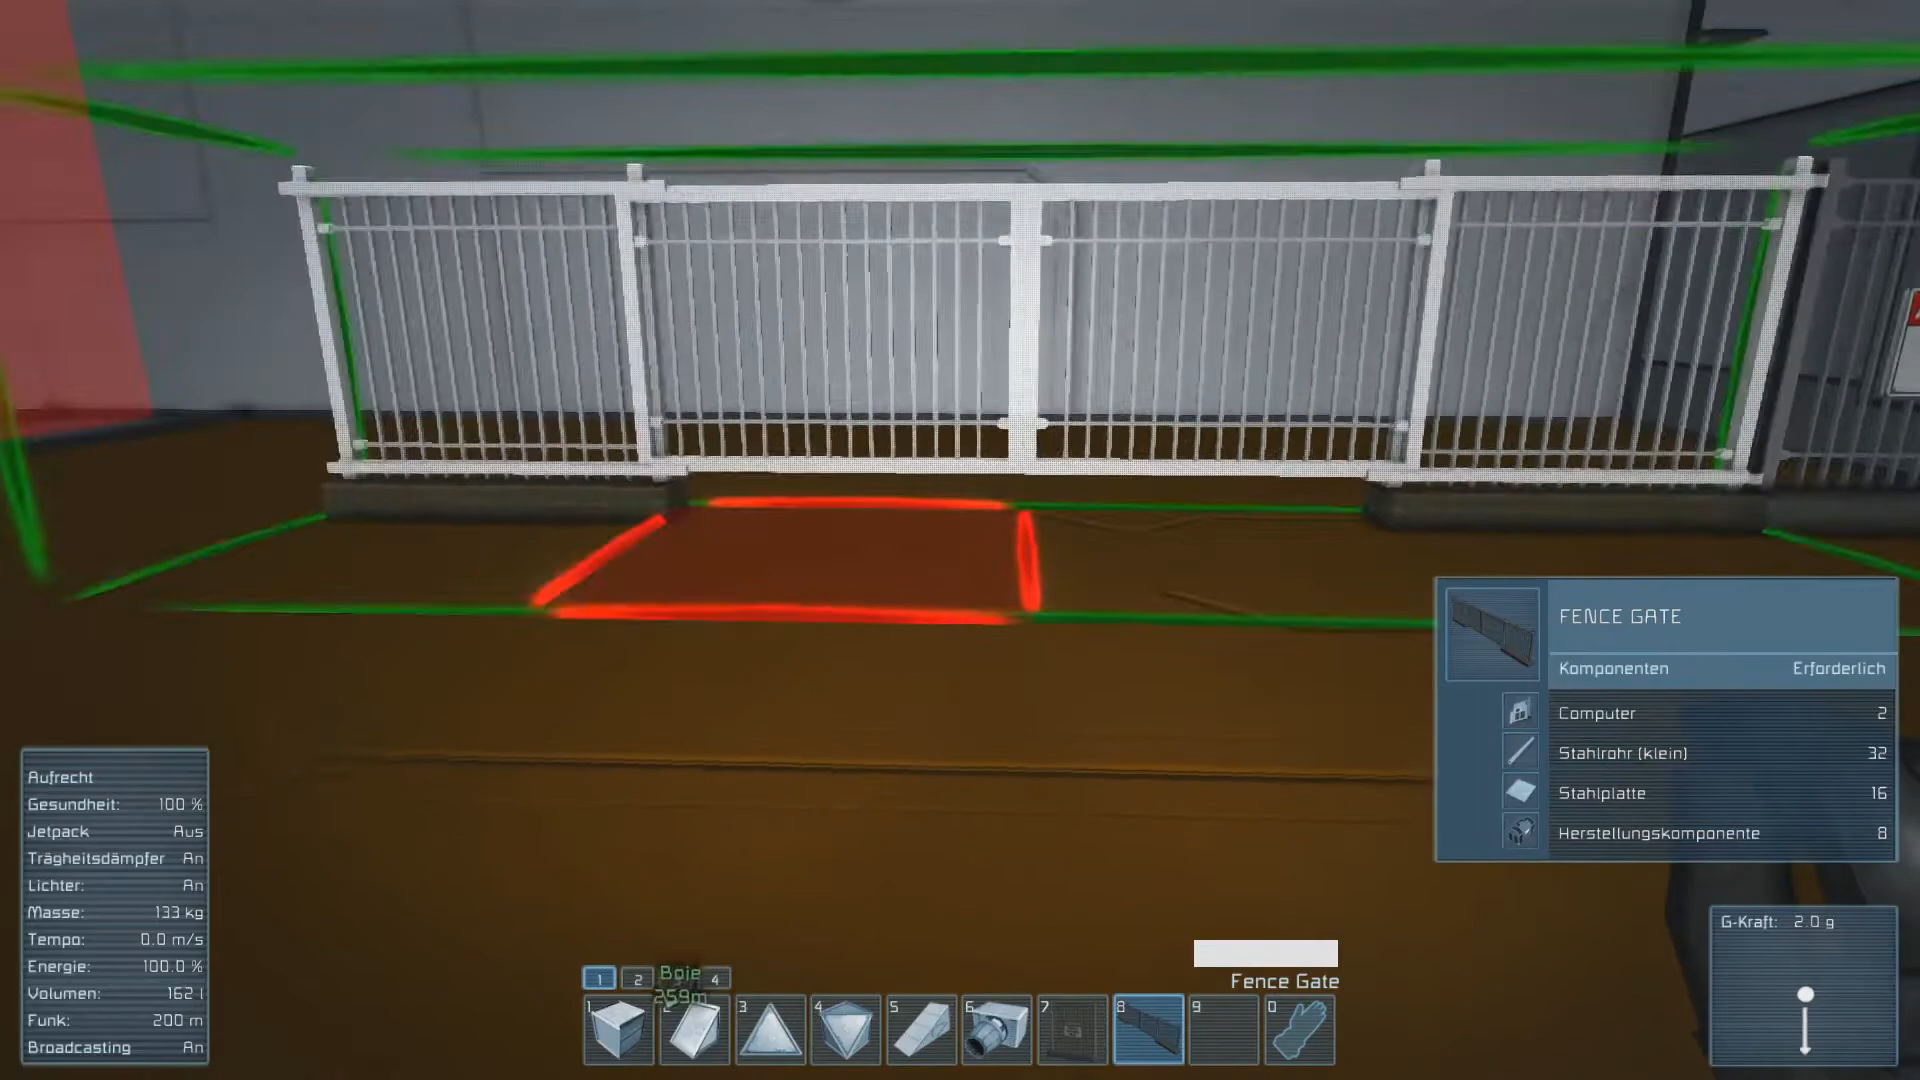 FENCE GATE
Komponenten Erforderlich
Computer 2
Stahlrohr (klein) 32
Stahlplatte 16
Herstellungskomponente 8
Aufrecht
Gesundheit: 100 %
Jetpack Aus
Trägheitsdämpfer An
Lichter: An
Masse: 133 kg
Tempo: 0.0 m/s
Energie: 100.0 %
Volumen: 162 l
Funk: 200 m
Broadcasting An
G-Kraft: 2.0 g
Fence Gate
1 2 4
Boje
259m
1 2 3 4 5 6 7 8 9 0